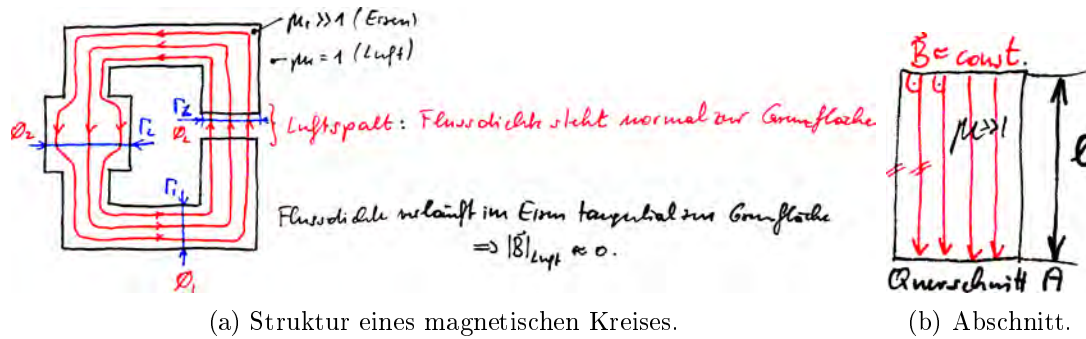 μr ≫ 1 (Eisen)
μr = 1 (Luft)
B⃗ ≈ const.
Γ2
Φ2
Γ2
Φ2
} Luftspalt: Flussdichte steht normal zur Grenzfläche
μ≫1
l
Γ1
Flussdichte verläuft im Eisen tangential zur Grenzfläche
⇒ |B⃗|Luft ≈ 0.
Φ1
Querschnitt A
(a) Struktur eines magnetischen Kreises.
(b) Abschnitt.